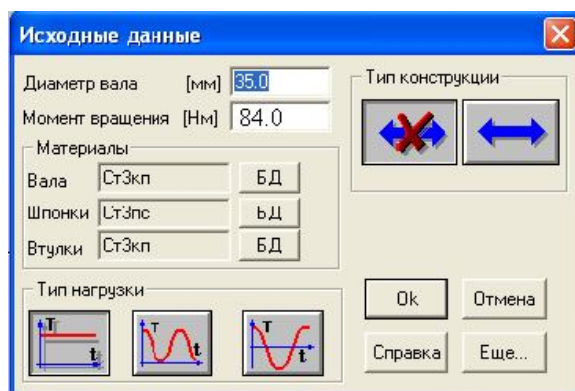 Исходные данные
Диаметр вала [мм] 35.0
Момент вращения [Нм] 84.0
Тип конструкции
Материалы
Вала Ст3кп БД
Шпонки Ст3пс БД
Втулки Ст3кп БД
Тип нагрузки
T t T t T t
Ok Отмена
Справка Еще...